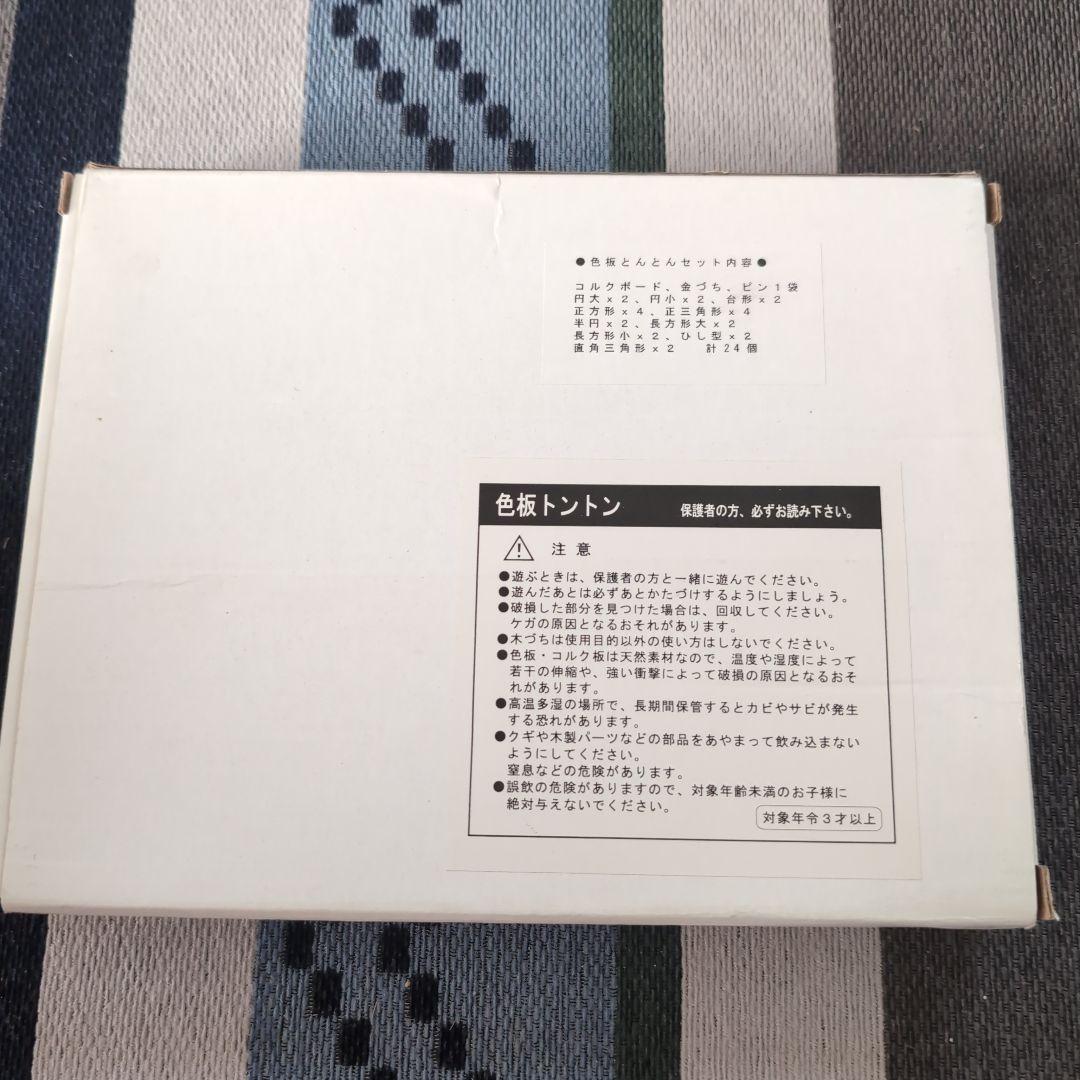 ●色板とんとんセット内容●
コルクボード、金づち、ピン1袋
円大x2、円小x2、台形x2
正方形x4、正三角形x4
半円x2、長方形大x2
長方形小x2、ひし型x2
直角三角形x2 計24個
色板トントン 保護者の方、必ずお読み下さい。
注意
●遊ぶときは、保護者の方と一緒に遊んでください。
●遊んだあとは必ずあとかたづけするようにしましょう。
●破損した部分を見つけた場合は、回収してください。
ケガの原因となるおそれがあります。
●木づちは使用目的以外の使い方はしないでください。
●色板・コルク板は天然素材なので、温度や湿度によって
若干の伸縮や、強い衝撃によって破損の原因となるおそ
れがあります。
●高温多湿の場所で、長期間保管するとカビやサビが発生
する恐れがあります。
●クギや木製パーツなどの部品をあやまって飲み込まない
ようにしてください。
窒息などの危険があります。
●誤飲の危険がありますので、対象年齢未満のお子様に
絶対与えないでください。
対象年令3才以上